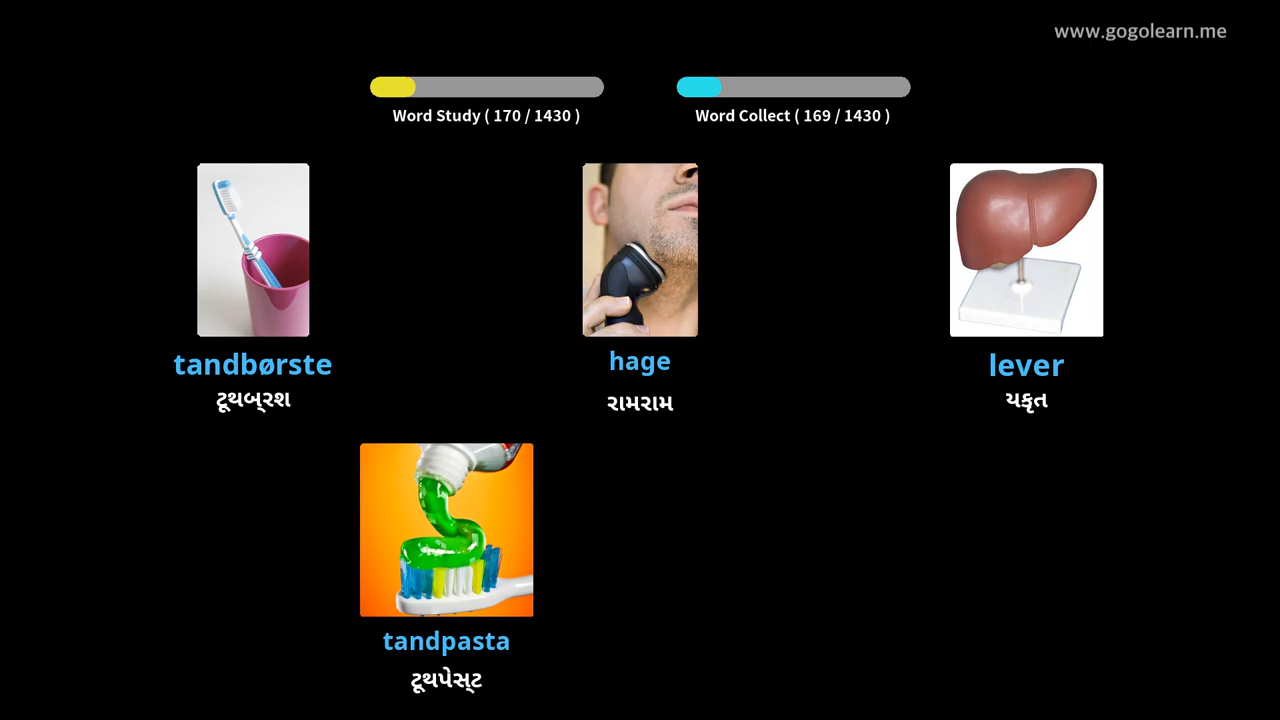 www.gogolearn.me
Word Study ( 170 / 1430 )
Word Collect ( 169 / 1430 )
tandbørste
ટૂથબ્રશ
hage
રામરામ
lever
યકૃત
tandpasta
ટૂથપેસ્ટ